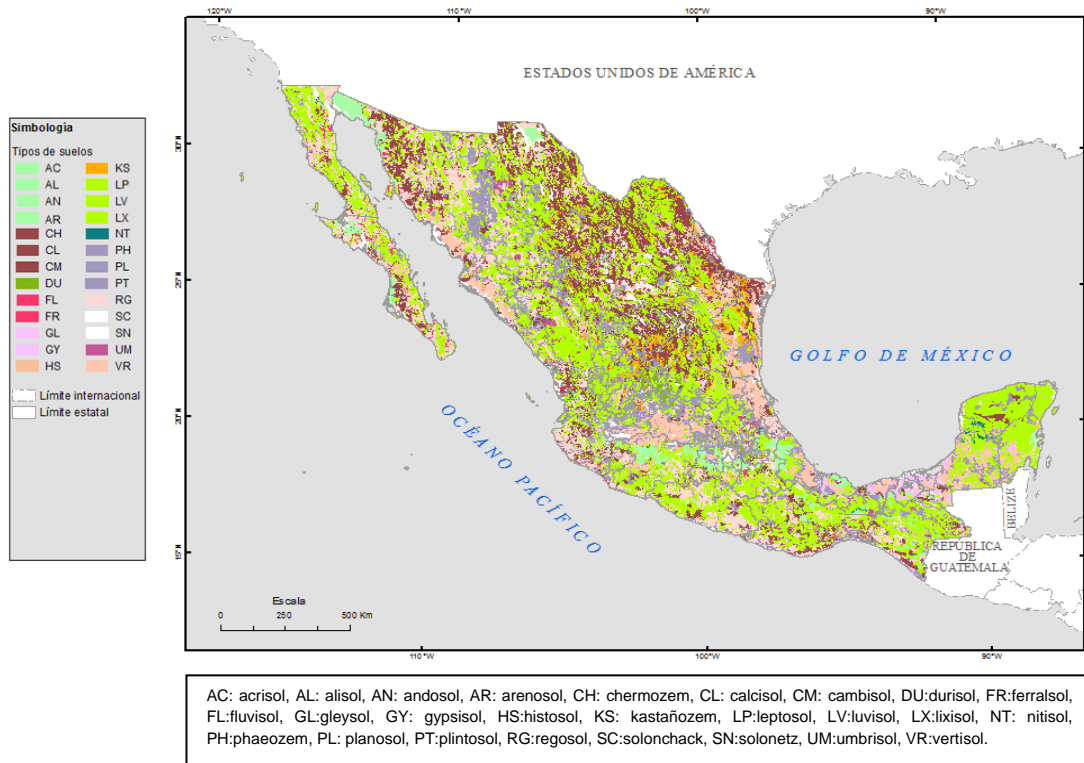 120°W 110°W 100°W 90°W
ESTADOS UNIDOS DE AMÉRICA
Simbología
Tipos de suelos
AC KS
AL LP
AN LV
AR LX
CH NT
CL PH
CM PL
DU PT
FL RG
FR SC
GL SN
GY UM
HS VR
Límite internacional
Límite estatal
30°N
25°N
20°N
15°N
GOLFO DE MÉXICO
OCÉANO PACÍFICO
BELIZE
REPÚBLICA
DE
GUATEMALA
Escala
0 250 500 Km
110°W 100°W 90°W
AC: acrisol, AL: alisol, AN: andosol, AR: arenosol, CH: chermozem, CL: calcisol, CM: cambisol, DU:durisol, FR:ferralsol,
FL:fluvisol, GL:gleysol, GY: gypsisol, HS:histosol, KS: kastañozem, LP:leptosol, LV:luvisol, LX:lixisol, NT: nitisol,
PH:phaeozem, PL: planosol, PT:plintosol, RG:regosol, SC:solonchack, SN:solonetz, UM:umbrisol, VR:vertisol.